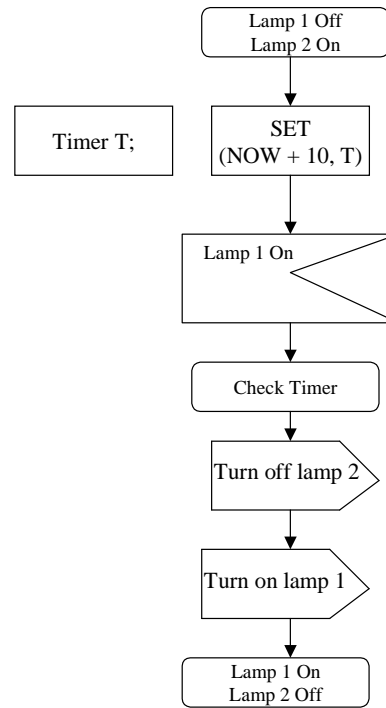 Lamp 1 Off
Lamp 2 On
Timer T;
SET
(NOW + 10, T)
Lamp 1 On
Check Timer
Turn off lamp 2
Turn on lamp 1
Lamp 1 On
Lamp 2 Off